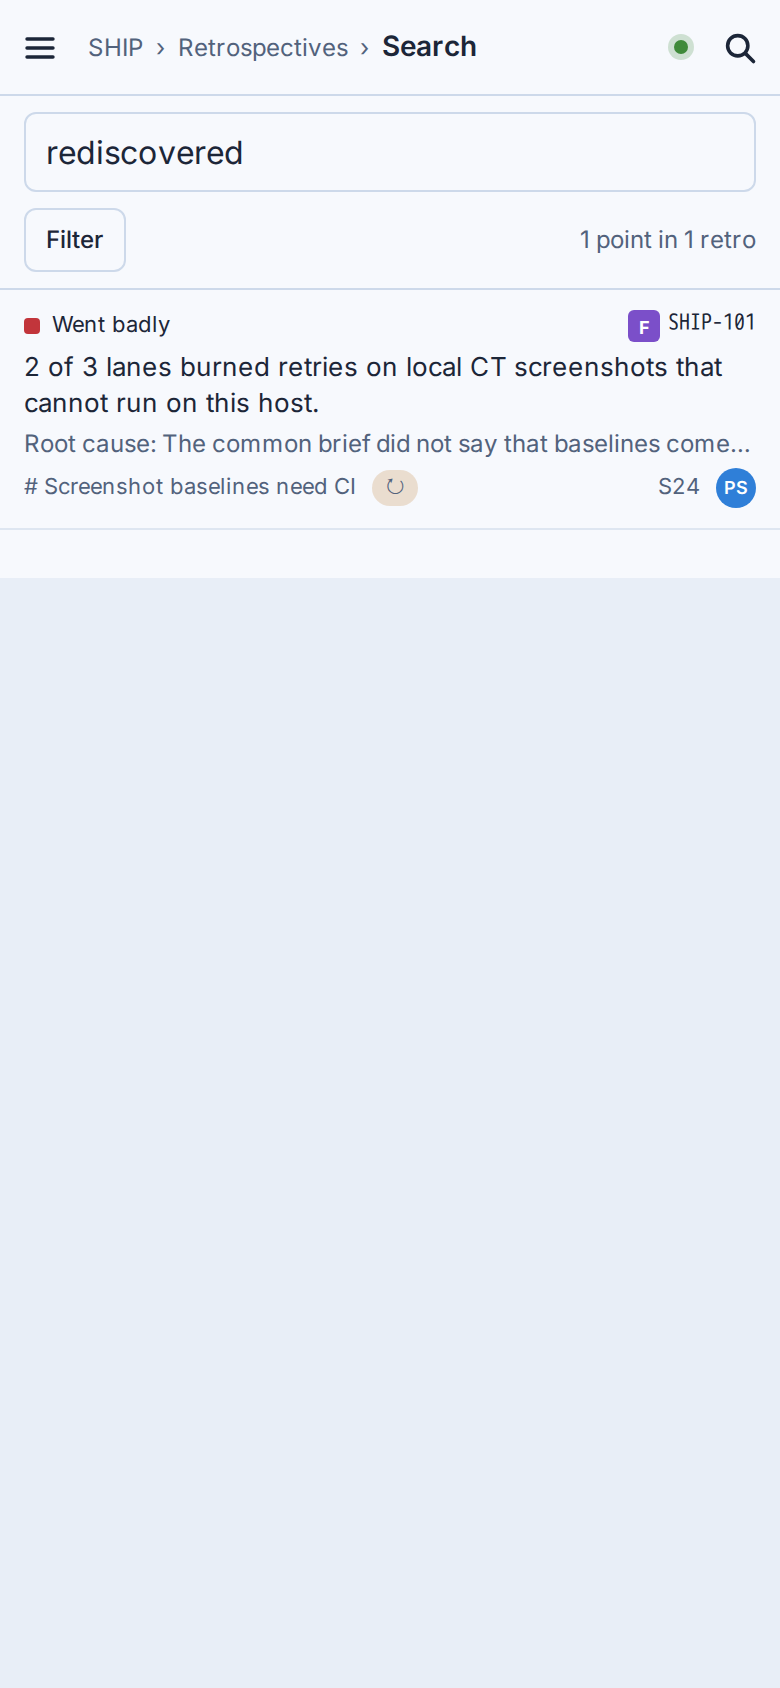 SHIP › Retrospectives › Search
rediscovered
Filter
1 point in 1 retro
Went badly
F SHIP-101
2 of 3 lanes burned retries on local CT screenshots that
cannot run on this host.
Root cause: The common brief did not say that baselines come...
# Screenshot baselines need CI ↻
S24 PS